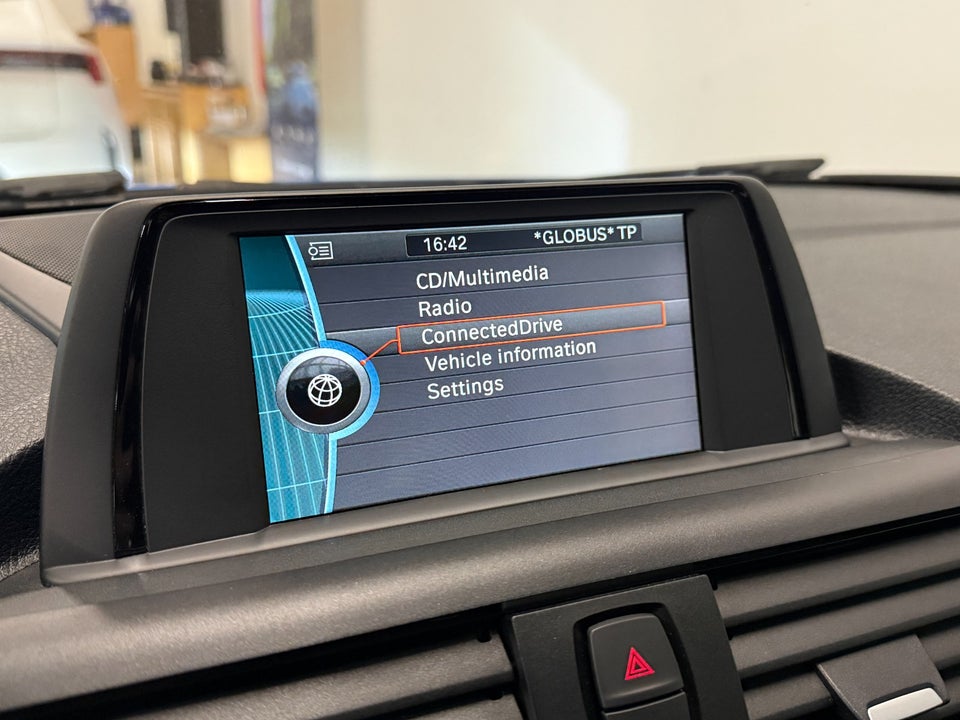 16:42 *GLOBUS* TP
CD/Multimedia
Radio
ConnectedDrive
Vehicle information
Settings